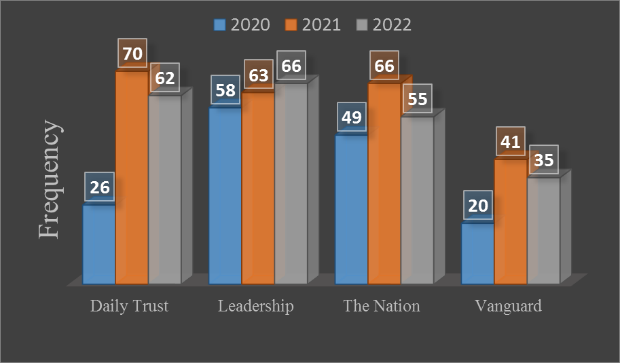 2020 2021 2022
Frequency
26 70 62
58 63 66
49 66 55
20 41 35
Daily Trust Leadership The Nation Vanguard